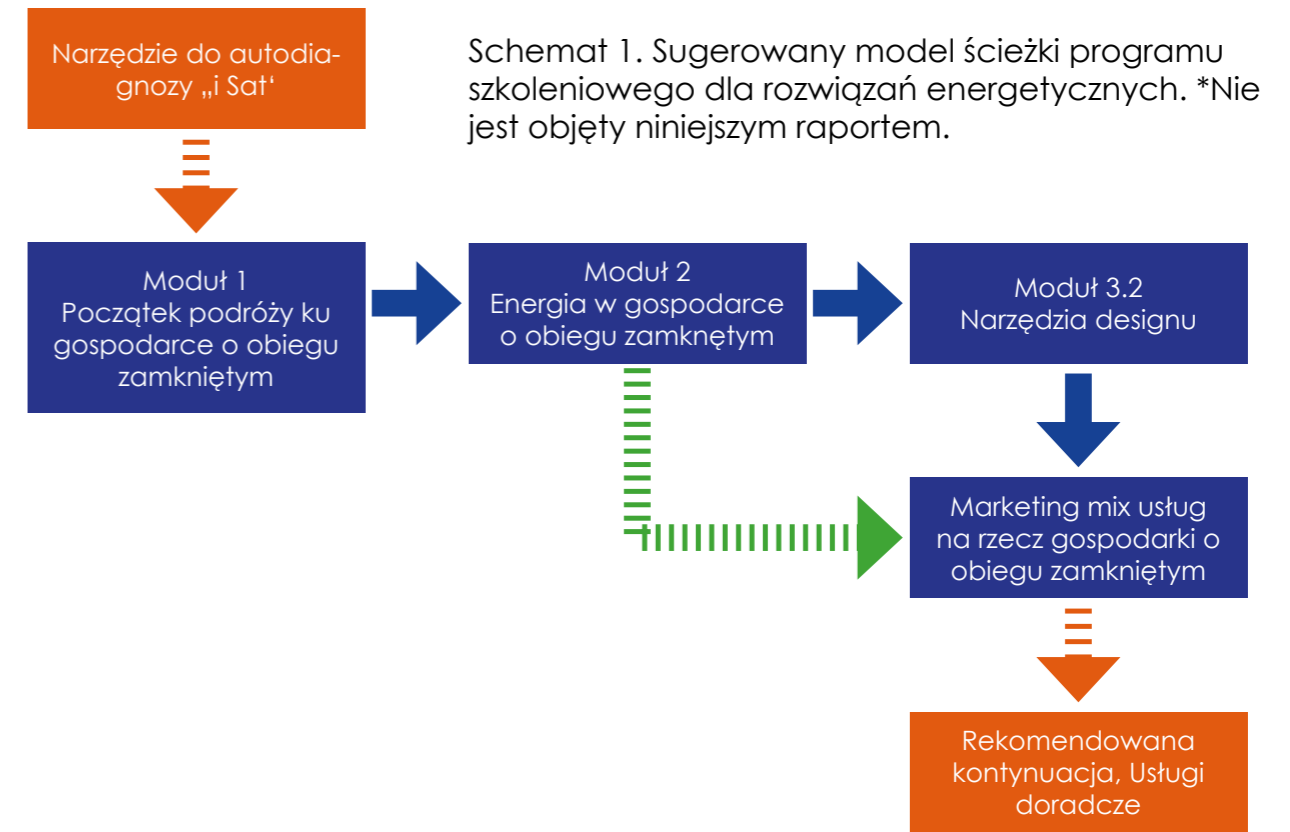 Narzędzie do autodia-
gnozy „i Sat‘
Schemat 1. Sugerowany model ścieżki programu
szkoleniowego dla rozwiązań energetycznych. *Nie
jest objęty niniejszym raportem.
Moduł 1
Początek podróży ku
gospodarce o obiegu
zamkniętym
Moduł 2
Energia w gospodarce
o obiegu zamknętym
Moduł 3.2
Narzędzia designu
Marketing mix usług
na rzecz gospodarki o
obiegu zamkniętym
Rekomendowana
kontynuacja, Usługi
doradcze